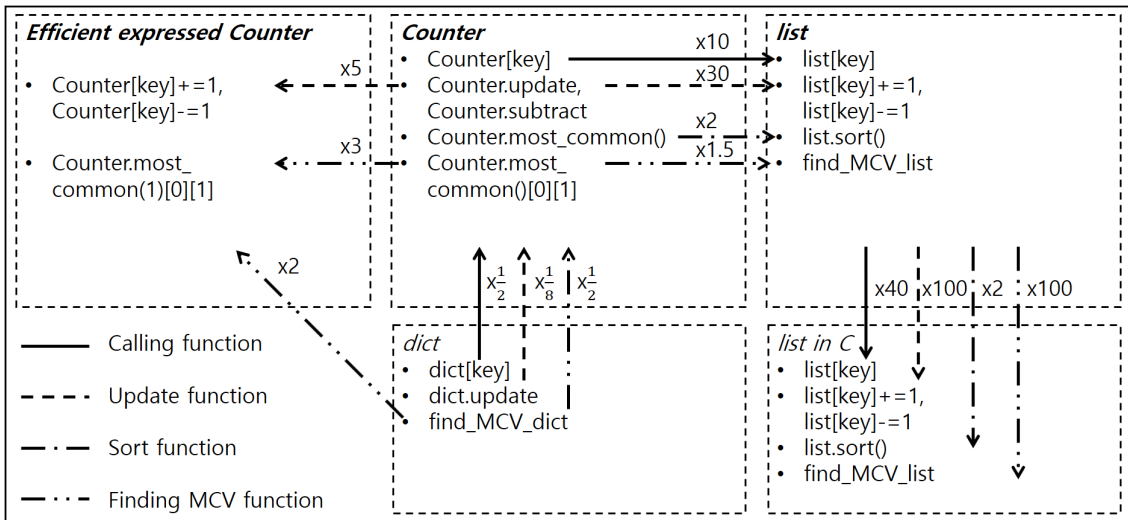 Efficient expressed Counter
• Counter[key]+=1,
Counter[key]-=1
• Counter.most_
common(1)[0][1]
x5
x3
Counter
• Counter[key]
• Counter.update,
Counter.subtract
• Counter.most_common()
• Counter.most_
common()[0][1]
x10
x30
x2
x1.5
list
• list[key]
• list[key]+=1,
list[key]-=1
• list.sort()
• find_MCV_list
x2
x1/2
x1/8
x1/2
x40
x100
x2
x100
Calling function
Update function
Sort function
Finding MCV function
dict
• dict[key]
• dict.update
• find_MCV_dict
list in C
• list[key]
• list[key]+=1,
list[key]-=1
• list.sort()
• find_MCV_list